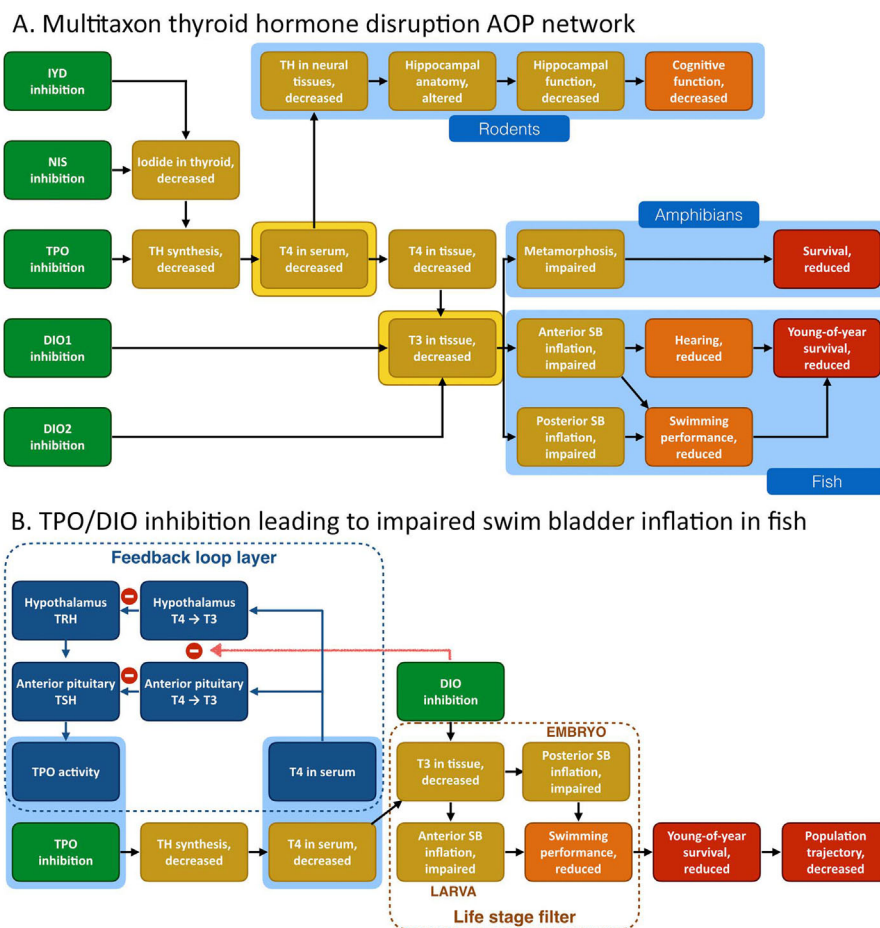 A. Multitaxon thyroid hormone disruption AOP network
IYD
inhibition
TH in neural
tissues,
decreased
Hippocampal
anatomy,
altered
Hippocampal
function,
decreased
Cognitive
function,
decreased
Rodents
NIS
inhibition
Iodide in thyroid,
decreased
Amphibians
TPO
inhibition
TH synthesis,
decreased
T4 in serum,
decreased
T4 in tissue,
decreased
Metamorphosis,
impaired
Survival,
reduced
DIO1
inhibition
T3 in tissue,
decreased
Anterior SB
inflation,
impaired
Hearing,
reduced
Young-of-year
survival,
reduced
DIO2
inhibition
Posterior SB
inflation,
impaired
Swimming
performance,
reduced
Fish
B. TPO/DIO inhibition leading to impaired swim bladder inflation in fish
Feedback loop layer
Hypothalamus
TRH
Hypothalamus
T4 → T3
Anterior pituitary
TSH
Anterior pituitary
T4 → T3
DIO
inhibition
EMBRYO
TPO activity
T4 in serum
T3 in tissue,
decreased
Posterior SB
inflation,
impaired
TPO
inhibition
TH synthesis,
decreased
T4 in serum,
decreased
Anterior SB
inflation,
impaired
Swimming
performance,
reduced
Young-of-year
survival,
reduced
Population
trajectory,
decreased
LARVA
Life stage filter